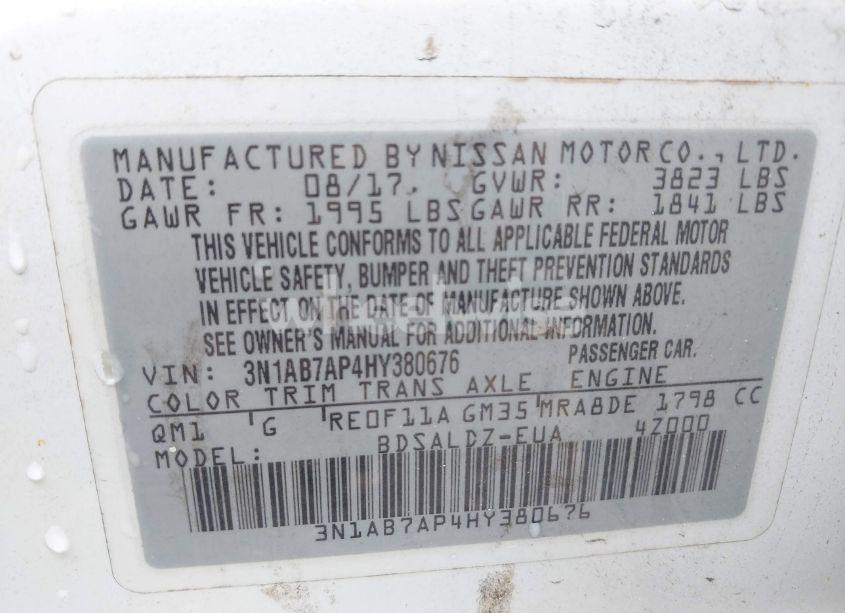 MANUFACTURED BY NISSAN MOTOR CO., LTD.
DATE: 08/17. GVWR: 3823 LBS
GAWR FR: 1995 LBS GAWR RR: 1841 LBS
THIS VEHICLE CONFORMS TO ALL APPLICABLE FEDERAL MOTOR
VEHICLE SAFETY, BUMPER AND THEFT PREVENTION STANDARDS
IN EFFECT ON THE DATE OF MANUFACTURE SHOWN ABOVE.
SEE OWNER'S MANUAL FOR ADDITIONAL INFORMATION.
VIN: 3N1AB7AP4HY380676 PASSENGER CAR.
COLOR TRIM TRANS AXLE ENGINE
QM1 G RE0F11A GM35 MRA8DE 1798 CC
MODEL: BDSALDZ-EUA 4Z000
3N1AB7AP4HY380676